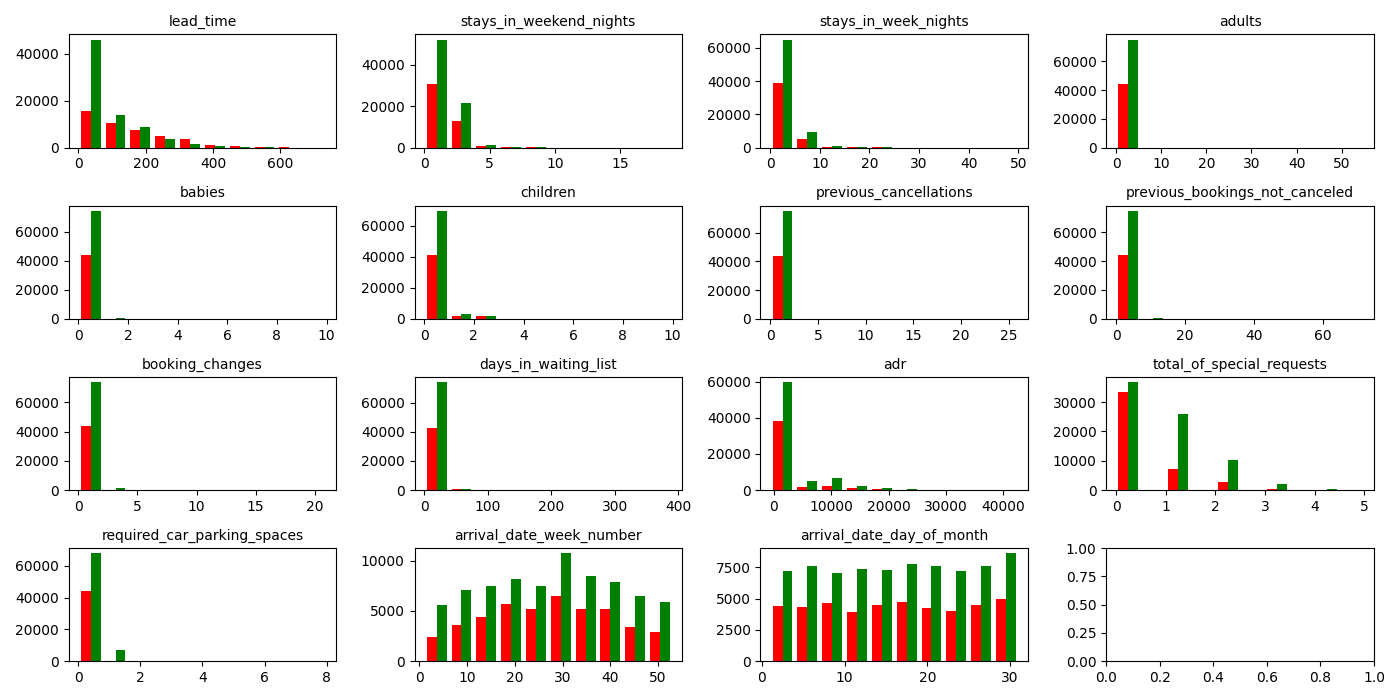 lead_time
stays_in_weekend_nights
stays_in_week_nights
adults
40000
20000
0
0 200 400 600
40000
20000
0
0 5 10 15
60000
40000
20000
0
0 10 20 30 40 50
60000
40000
20000
0
0 10 20 30 40 50
babies
children
previous_cancellations
previous_bookings_not_canceled
60000
40000
20000
0
0 2 4 6 8 10
60000
40000
20000
0
0 2 4 6 8 10
60000
40000
20000
0
0 5 10 15 20 25
60000
40000
20000
0
0 20 40 60
booking_changes
days_in_waiting_list
adr
total_of_special_requests
60000
40000
20000
0
0 5 10 15 20
60000
40000
20000
0
0 100 200 300 400
60000
40000
20000
0
0 10000 20000 30000 40000
30000
20000
10000
0
0 1 2 3 4 5
required_car_parking_spaces
arrival_date_week_number
arrival_date_day_of_month
60000
40000
20000
0
0 2 4 6 8
10000
5000
0
0 10 20 30 40 50
7500
5000
2500
0
0 10 20 30
1.00
0.75
0.50
0.25
0.00
0.0 0.2 0.4 0.6 0.8 1.0